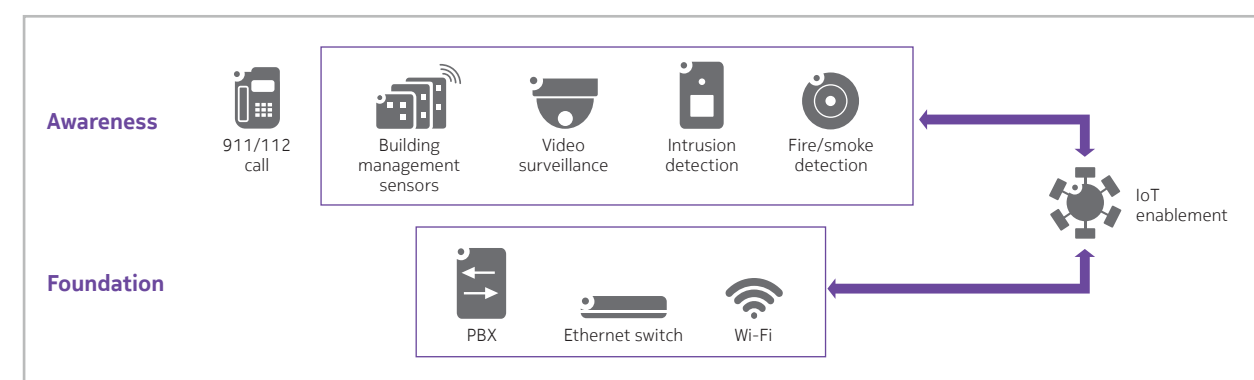 Awareness
911/112
call
Building
management
sensors
Video
surveillance
Intrusion
detection
Fire/smoke
detection
IoT
enablement
Foundation
PBX
Ethernet switch
Wi-Fi